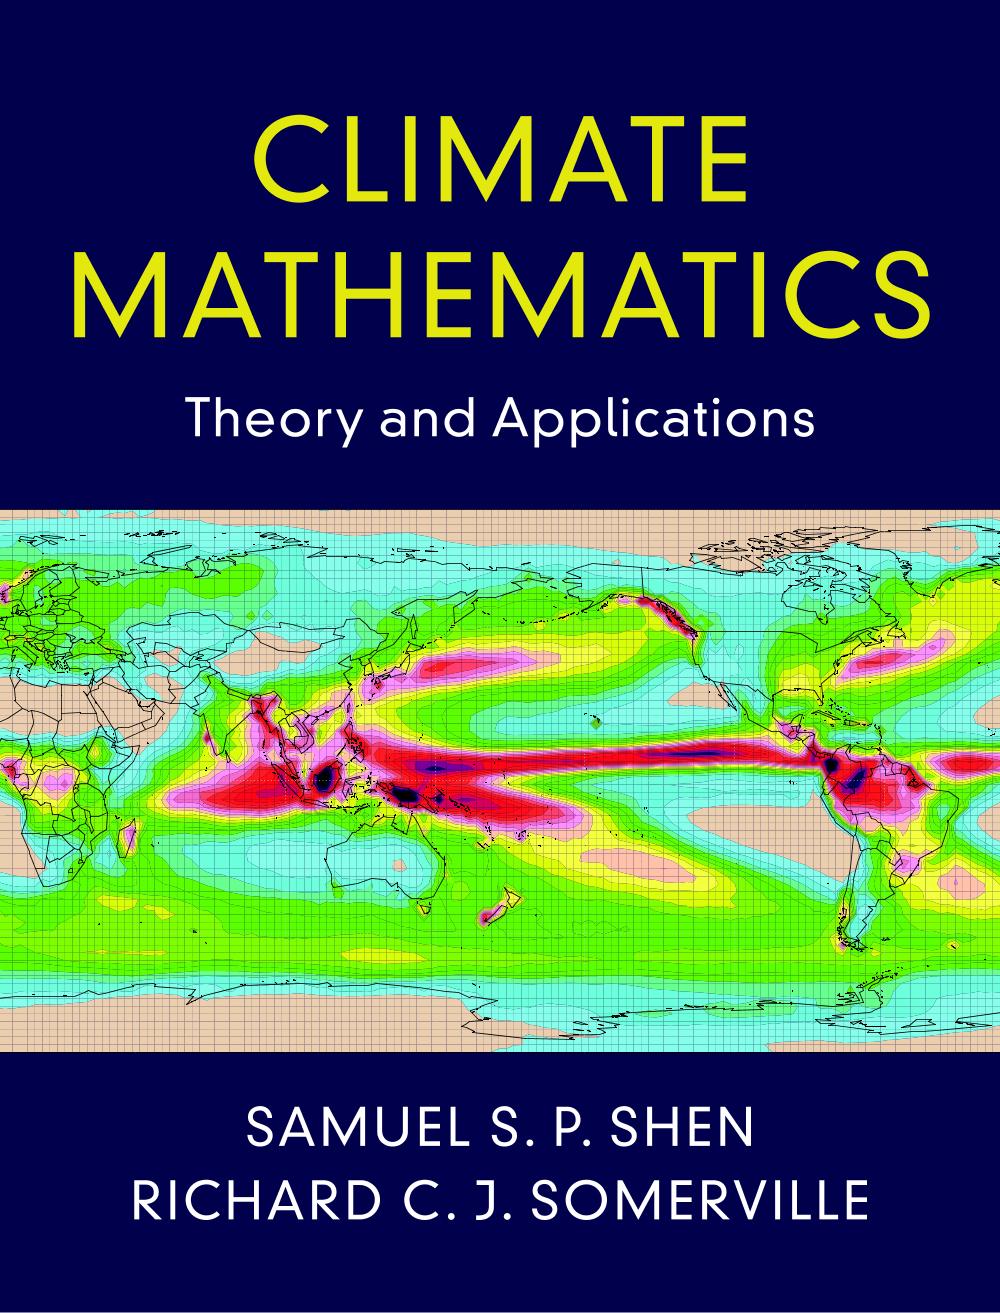 CLIMATE
MATHEMATICS
Theory and Applications
SAMUEL S. P. SHEN
RICHARD C. J. SOMERVILLE